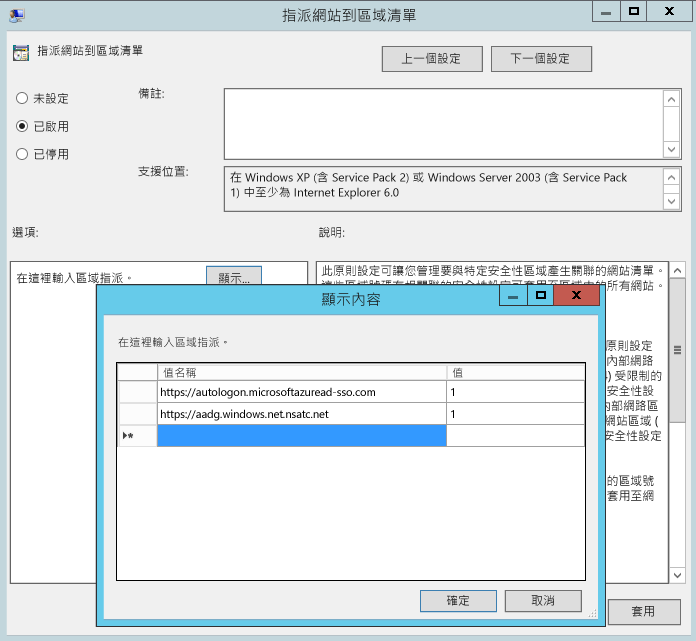 指派網站到區域清單
指派網站到區域清單
上一個設定
下一個設定
未設定
已啟用
已停用
備註:
支援位置:
在 Windows XP (含 Service Pack 2) 或 Windows Server 2003 (含 Service Pack
1) 中至少為 Internet Explorer 6.0
選項:
說明:
在這裡輸入區域指派。
顯示...
此原則設定可讓您管理要與特定安全性區域產生關聯的網站清單。
顯示內容
在這裡輸入區域指派。
值名稱
值
https://autologon.microsoftazuread-sso.com
1
https://aadg.windows.net.nsatc.net
1
原則設定
內部網路
) 受限制的
安全性設
內部網路區
網站區域 (
安全性設定
的區域號
套用至網
確定
取消
套用